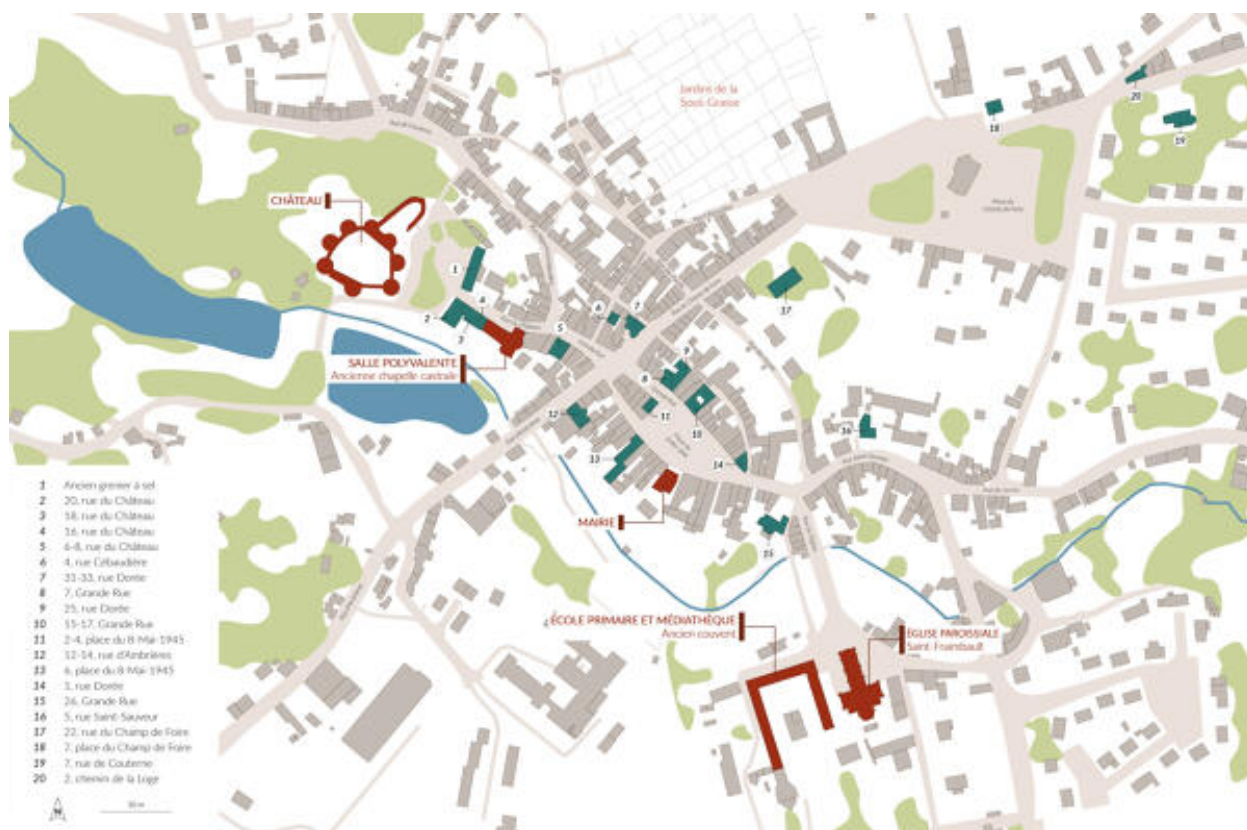 Jardins de la
Sous-Grasse
20
18
19
CHÂTEAU
1
2
3
4
5
6
7
17
SALLE POLYVALENTE
Ancienne chapelle castrale
8
9
12
11
10
16
13
14
MAIRIE
15
ÉCOLE PRIMAIRE ET MÉDIATHÈQUE
Ancien couvent
ÉGLISE PAROISSIALE
Saint-Frambault
1 Ancien grenier à sel
2 20, rue du Château
3 18, rue du Château
4 16, rue du Château
5 6-8, rue du Château
6 4, rue Cébaudière
7 31-33, rue Dorée
8 7, Grande Rue
9 25, rue Dorée
10 15-17, Grande Rue
11 2-4, place du 8-Mai-1945
12 12-14, rue d'Ambrières
13 6, place du 8-Mai-1945
14 1, rue Dorée
15 26, Grande Rue
16 5, rue Saint-Sauveur
17 22, rue du Champ de Foire
18 7, place du Champ de Foire
19 7, rue de Couterne
20 2, chemin de la Loge
N